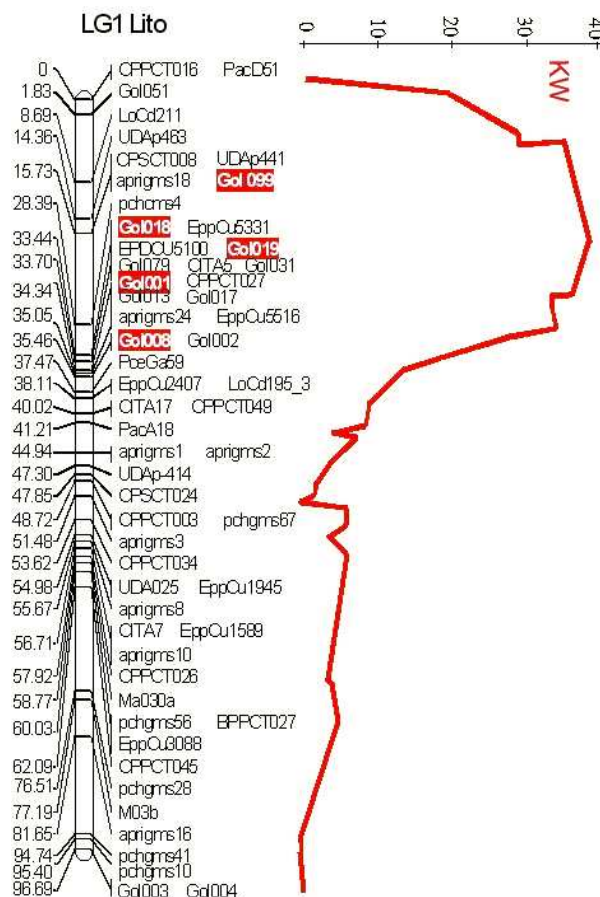 LG1 Lito
0 10 20 30 40
KW
0 CPPCT016 PacD51
1.83 Gol051
8.69 LoCd211
14.36 UDAp463
CPSCT008 UDAp441
15.73 aprigms18 Gol 099
28.39 pchcms4
Gol018 EppCu5331
33.44 EPDCU5100 Gol019
33.70 Gol079 CITA5 Gol031
34.34 Gol001 CPPCT027
Gol013 Gol017
35.05 aprigms24 EppCu5516
35.46 Gol008 Gol002
37.47 PceGa59
38.11 EppCu2407 LoCd195_3
40.02 CITA17 CPPCT049
41.21 PacA18
44.94 aprigms1 aprigms2
47.30 UDAp-414
47.85 CPSCT024
48.72 CPPCT003 pchgms67
51.48 aprigms3
53.62 CPPCT034
54.98 UDA025 EppCu1945
55.67 aprigms8
56.71 CITA7 EppCu1589
aprigms10
57.92 CPPCT026
58.77 Ma030a
60.03 pchgms56 BPPCT027
EppCu3088
62.09 CPPCT045
76.51 pchgms28
77.19 M03b
81.65 aprigms16
94.74 pchgms41
95.40 pchgms10
96.69 Gol003 Gol004